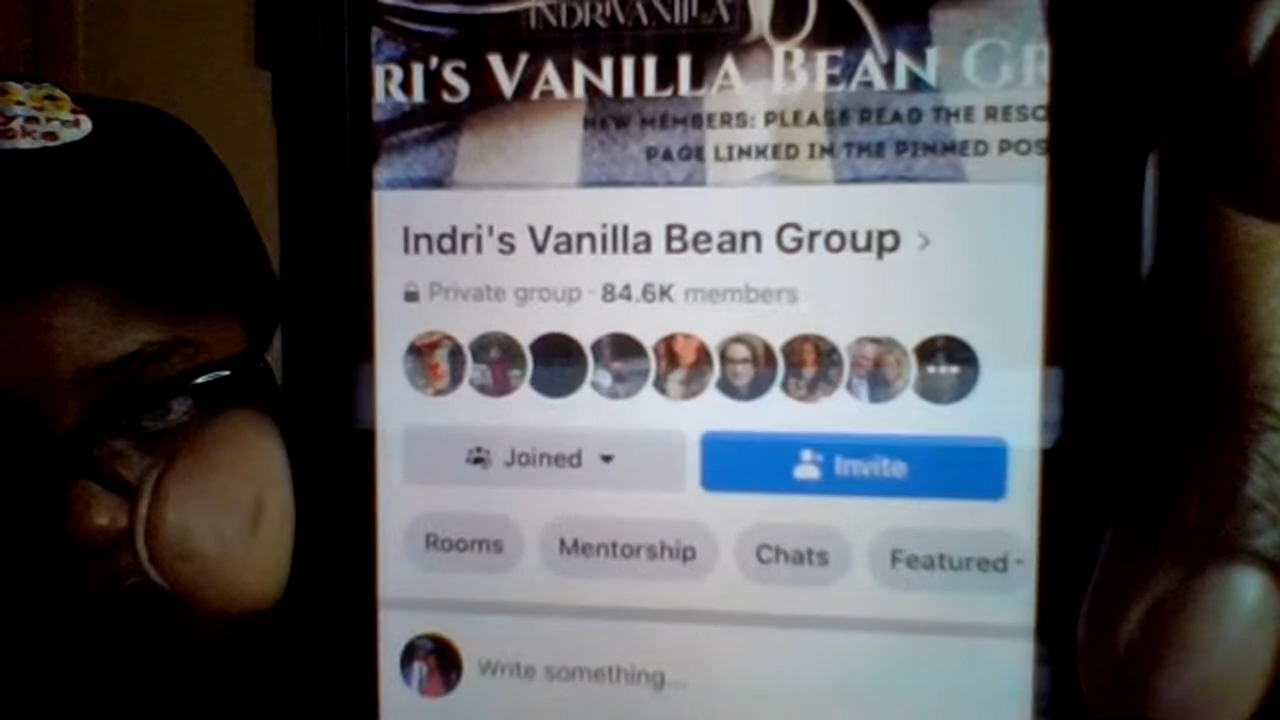 INDRIVANILLA
RI'S VANILLA BEAN GR
NEW MEMBERS: PLEASE READ THE RESO
PAGE LINKED IN THE PINNED POS
Indri's Vanilla Bean Group >
Private group · 84.6K members
Joined
Invite
Rooms Mentorship Chats Featured
Write something...